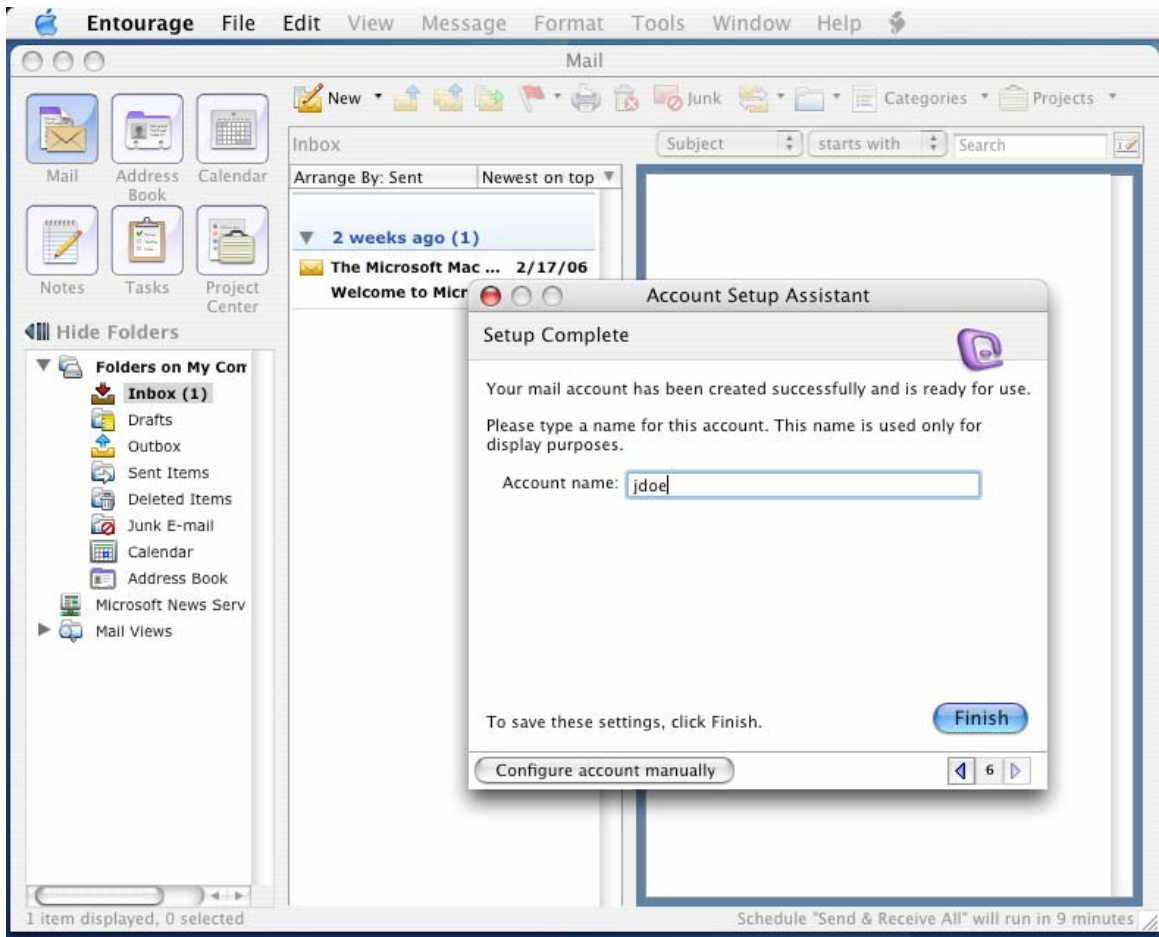 Entourage File Edit View Message Format Tools Window Help
Mail
New Junk Categories Projects
Mail Address Book Calendar
Notes Tasks Project Center
Hide Folders
Folders on My Com
Inbox (1)
Drafts
Outbox
Sent Items
Deleted Items
Junk E-mail
Calendar
Address Book
Microsoft News Serv
Mail Views
Inbox Subject starts with Search
Arrange By: Sent Newest on top
2 weeks ago (1)
The Microsoft Mac ... 2/17/06
Welcome to Micr
Account Setup Assistant
Setup Complete
Your mail account has been created successfully and is ready for use.
Please type a name for this account. This name is used only for
display purposes.
Account name: jdoe
To save these settings, click Finish. Finish
Configure account manually 6
1 item displayed, 0 selected Schedule "Send & Receive All" will run in 9 minutes